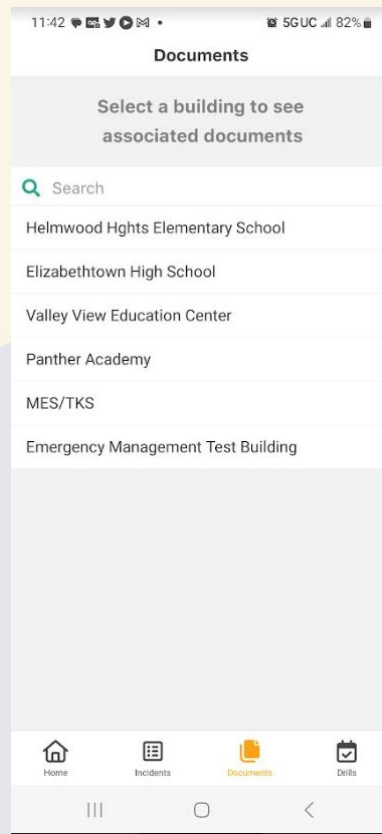 11:42
5GUC 82%
Documents
Select a building to see
associated documents
Search
Helmwood Hghts Elementary School
Elizabethtown High School
Valley View Education Center
Panther Academy
MES/TKS
Emergency Management Test Building
Home Incidents Documents Drills